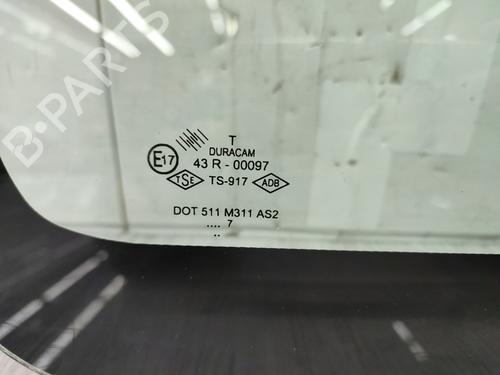 T
DURACAM
E17 43 R - 00097
TSE TS-917 ADB
DOT 511 M311 AS2
.... 7
..
B-PARTS